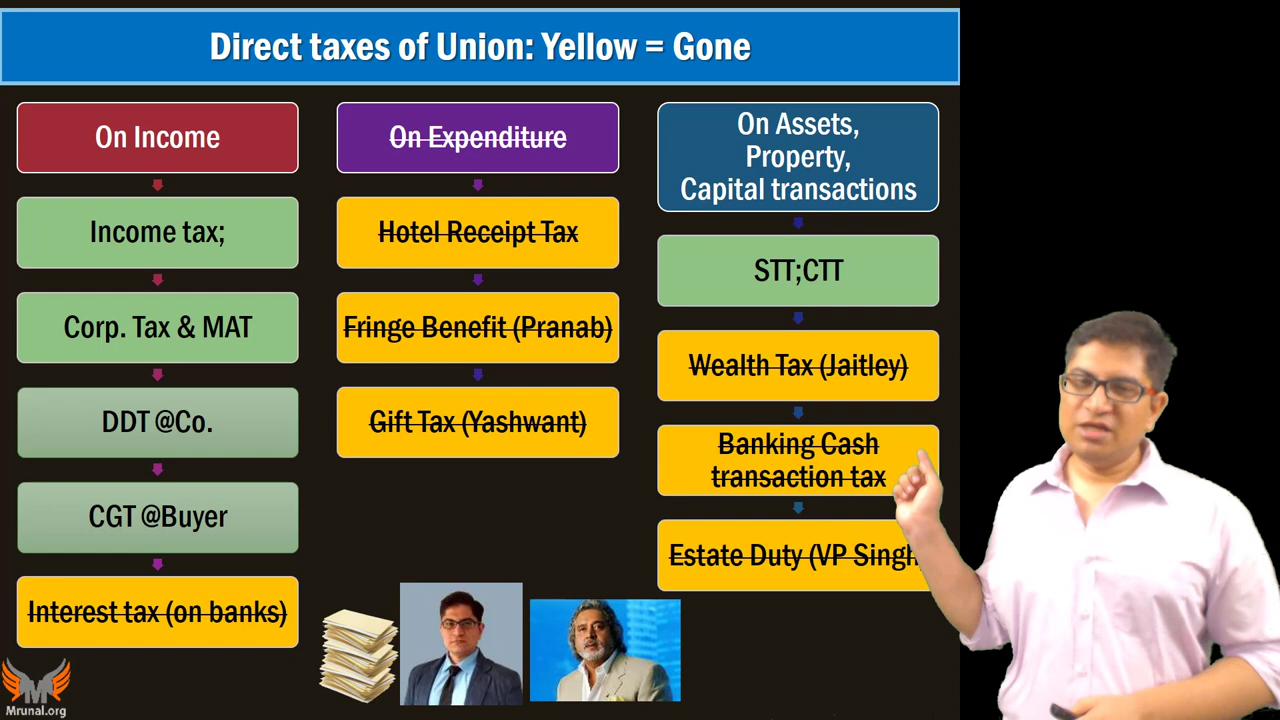 Direct taxes of Union: Yellow = Gone
On Income
Income tax;
Corp. Tax & MAT
DDT @Co.
CGT @Buyer
Interest tax (on banks)
On Expenditure
Hotel Receipt Tax
Fringe Benefit (Pranab)
Gift Tax (Yashwant)
On Assets,
Property,
Capital transactions
STT;CTT
Wealth Tax (Jaitley)
Banking Cash
transaction tax
Estate Duty (VP Singh
Mrunal.org